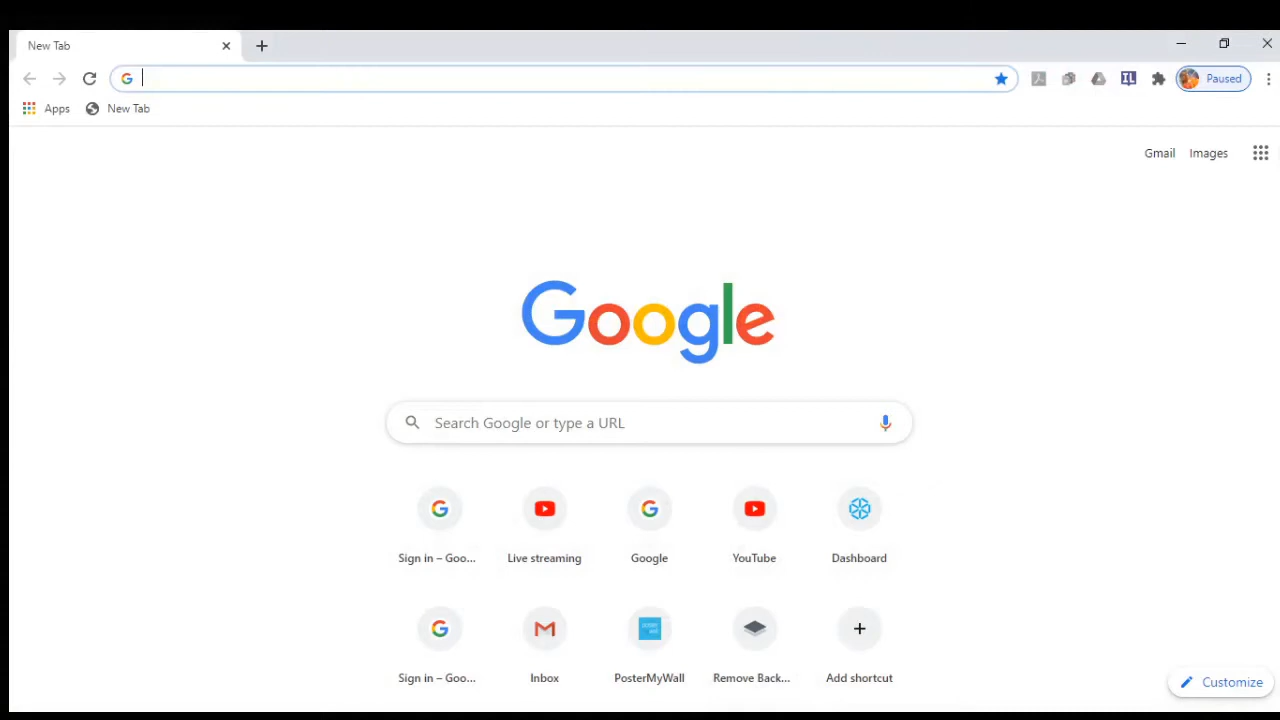 New Tab
Paused
Apps New Tab
Gmail Images
Google
Search Google or type a URL
Sign in – Goo... Live streaming Google YouTube Dashboard
Sign in – Goo... Inbox PosterMyWall Remove Back... Add shortcut
Customize